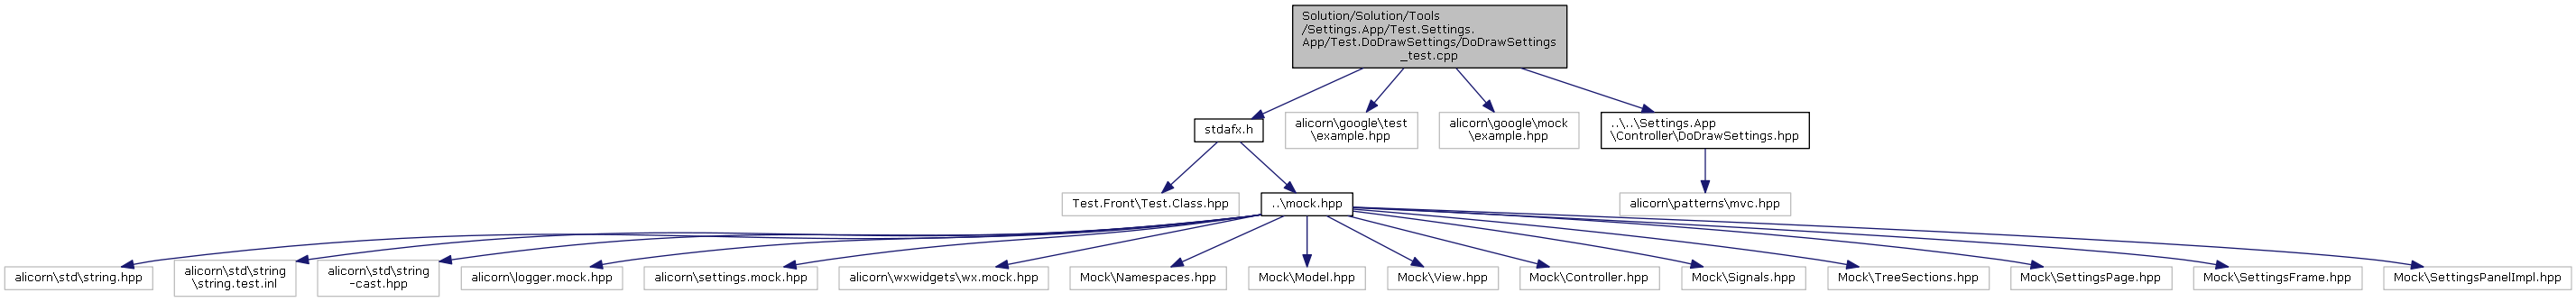 Solution/Solution/Tools
/Settings.App/Test.Settings.
App/Test.DoDrawSettings/DoDrawSettings
_test.cpp
stdafx.h
alicorn\google\test
\example.hpp
alicorn\google\mock
\example.hpp
..\..\Settings.App
\Controller\DoDrawSettings.hpp
Test.Front\Test.Class.hpp
..\mock.hpp
alicorn\patterns\mvc.hpp
alicorn\std\string.hpp
alicorn\std\string
\string.test.inl
alicorn\std\string
-cast.hpp
alicorn\logger.mock.hpp
alicorn\settings.mock.hpp
alicorn\wxwidgets\wx.mock.hpp
Mock\Namespaces.hpp
Mock\Model.hpp
Mock\View.hpp
Mock\Controller.hpp
Mock\Signals.hpp
Mock\TreeSections.hpp
Mock\SettingsPage.hpp
Mock\SettingsFrame.hpp
Mock\SettingsPanelImpl.hpp